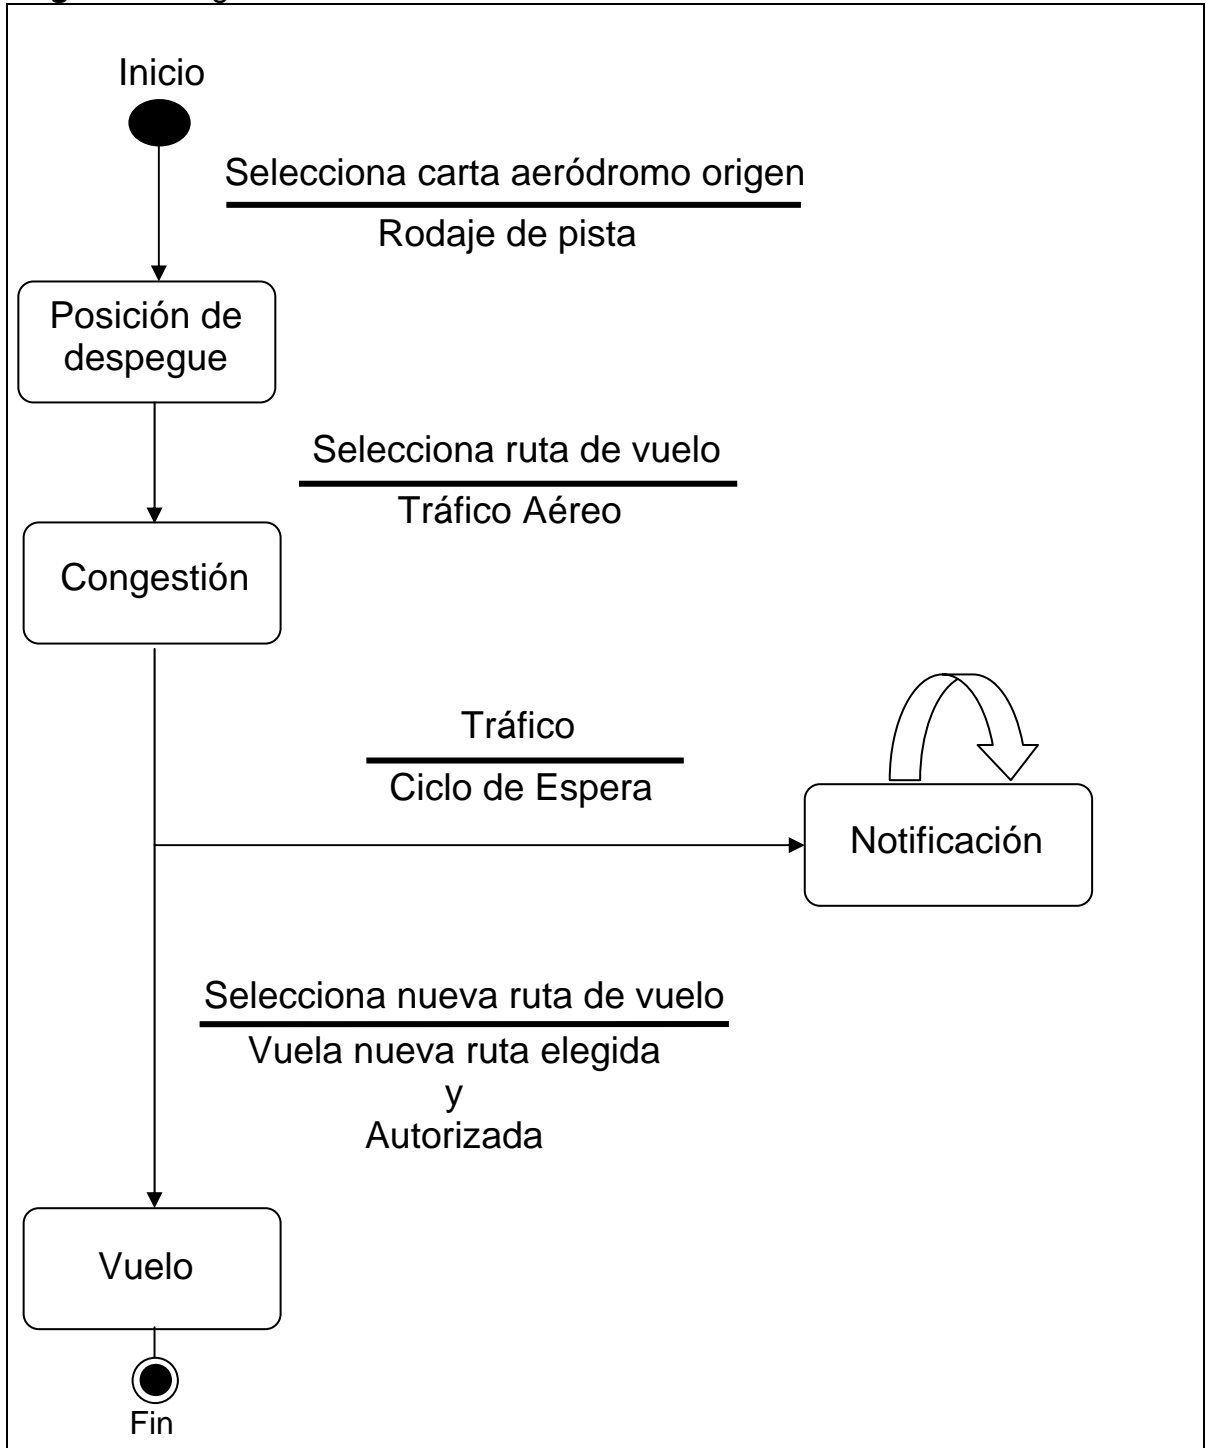 Inicio
Selecciona carta aeródromo origen
Rodaje de pista
Posición de
despegue
Selecciona ruta de vuelo
Tráfico Aéreo
Congestión
Tráfico
Ciclo de Espera
Notificación
Selecciona nueva ruta de vuelo
Vuela nueva ruta elegida
y
Autorizada
Vuelo
Fin